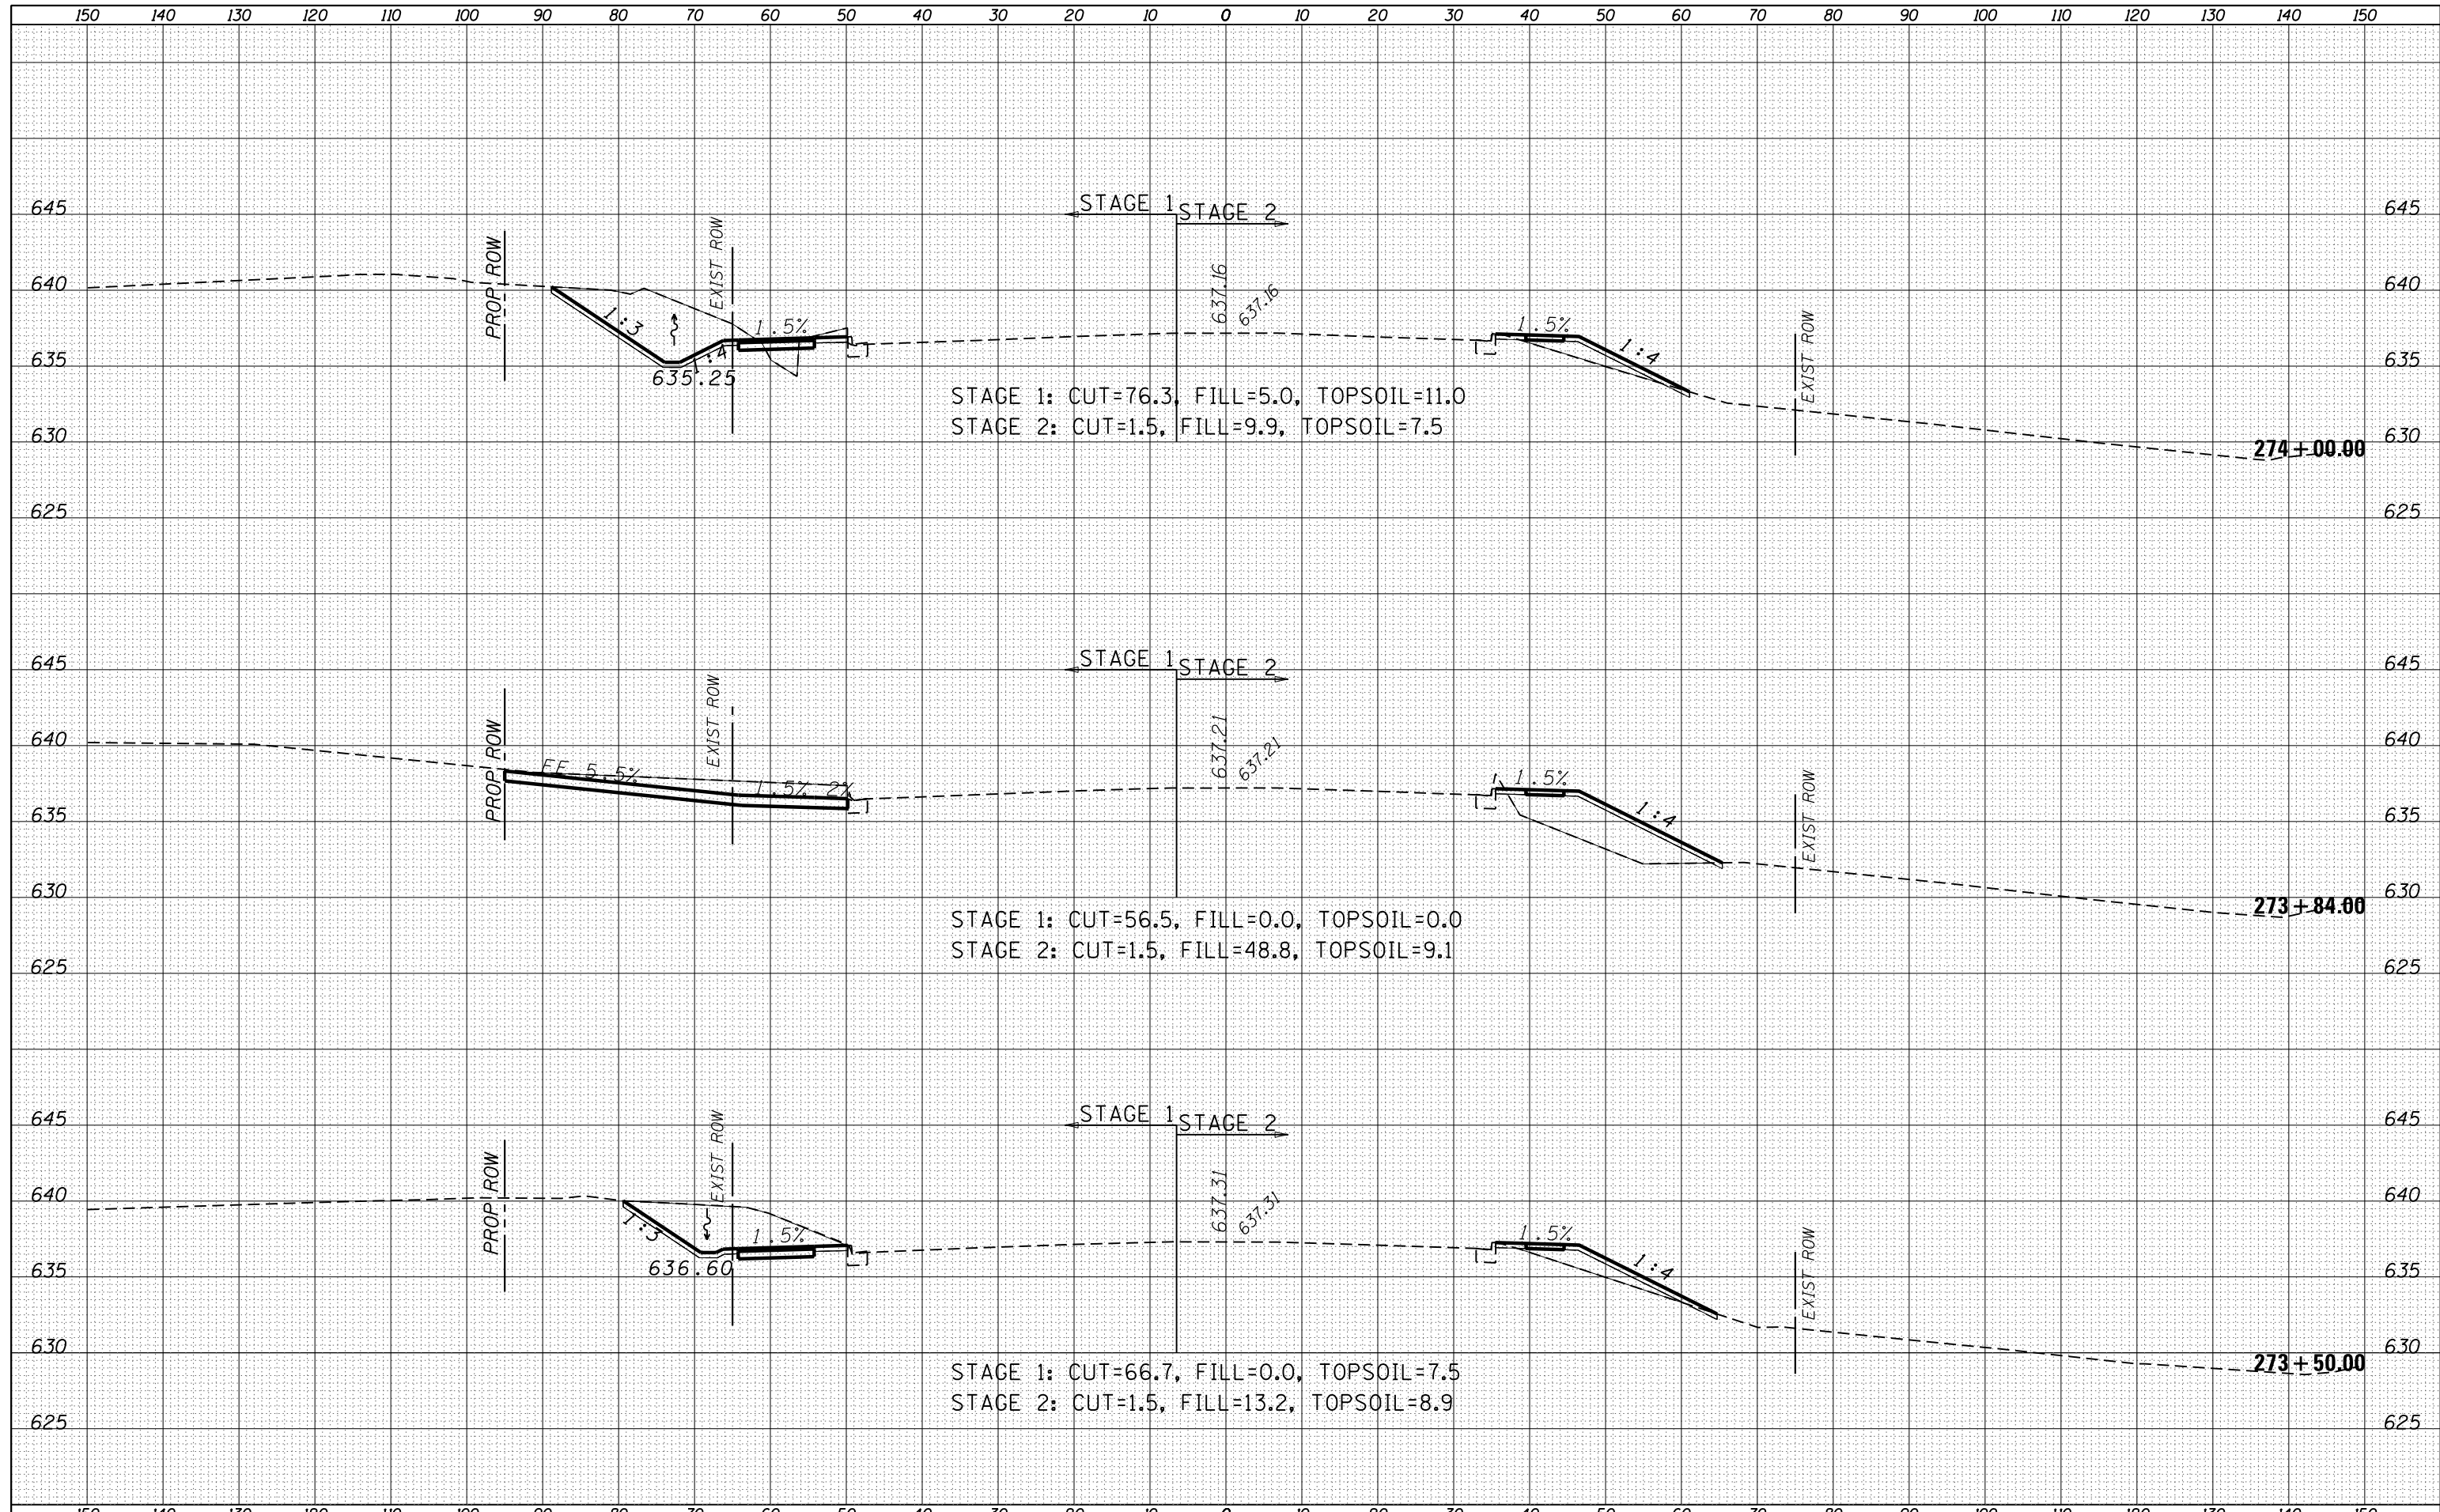 150 140 130 120 110 100 90 80 70 60 50 40 30 20 10 0 10 20 30 40 50 60 70 80 90 100 110 120 130 140 150
645 STAGE 1 STAGE 2 645
PROP ROW EXIST ROW 637.16 637.16 EXIST ROW
640 640
1:3 1:4 1.5% 1.5% 1:4
635 635.25 635
STAGE 1: CUT=76.3, FILL=5.0, TOPSOIL=11.0
STAGE 2: CUT=1.5, FILL=9.9, TOPSOIL=7.5
630 630
274+00.00
625 625
645 STAGE 1 STAGE 2 645
PROP ROW EXIST ROW 637.21 637.21 EXIST ROW
640 640
5.5% 1.5% 2% 1.5% 1:4
635 635
630 630
273+84.00
STAGE 1: CUT=56.5, FILL=0.0, TOPSOIL=0.0
STAGE 2: CUT=1.5, FILL=48.8, TOPSOIL=9.1
625 625
645 STAGE 1 STAGE 2 645
PROP ROW EXIST ROW 637.31 637.31 EXIST ROW
640 640
1:3 1.5% 1.5% 1:4
635 636.60 635
630 630
273+50.00
STAGE 1: CUT=66.7, FILL=0.0, TOPSOIL=7.5
STAGE 2: CUT=1.5, FILL=13.2, TOPSOIL=8.9
625 625